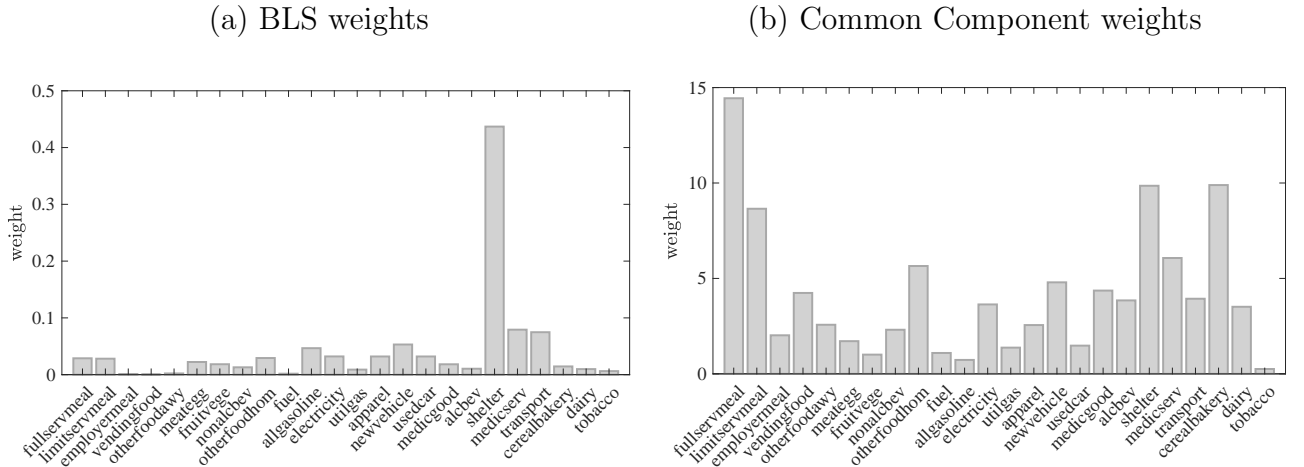 (a) BLS weights
(b) Common Component weights
0.5
0.4
0.3
0.2
0.1
0
weight
fullservmeal
limitservmeal
employermeal
vendingfood
otherfoodawy
meategg
fruitvege
nonalcbev
otherfoodhom
fuel
allgasoline
electricity
utilgas
apparel
newvehicle
usedcar
medicgood
alcbev
shelter
medicserv
transport
cerealbakery
dairy
tobacco
15
10
5
0
weight
fullservmeal
limitservmeal
employermeal
vendingfood
otherfoodawy
meategg
fruitvege
nonalcbev
otherfoodhom
fuel
allgasoline
electricity
utilgas
apparel
newvehicle
usedcar
medicgood
alcbev
shelter
medicserv
transport
cerealbakery
dairy
tobacco